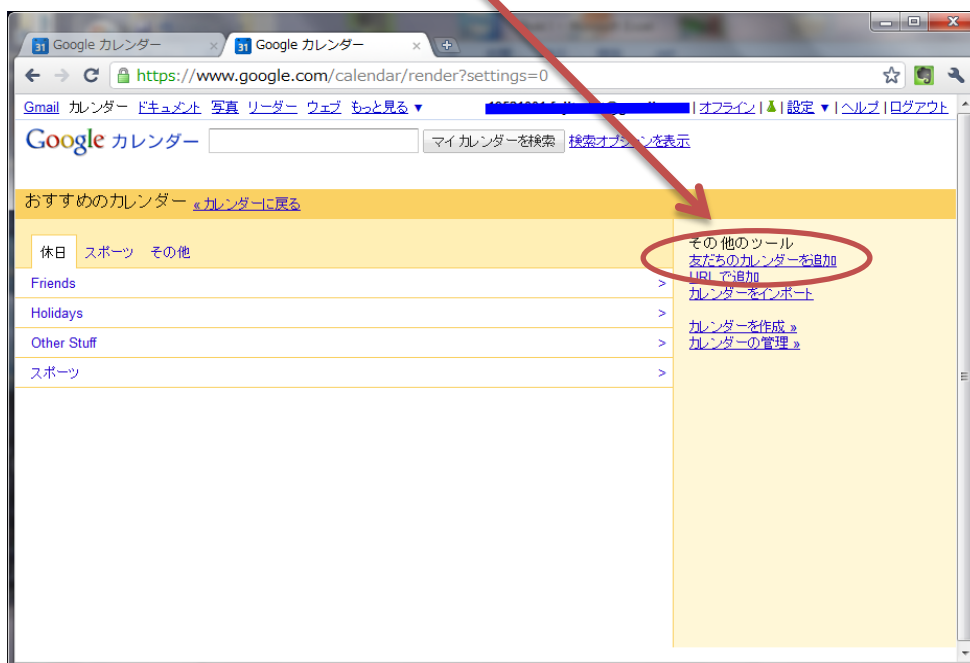 Google カレンダー
Google カレンダー
https://www.google.com/calendar/render?settings=0
Gmail カレンダー ドキュメント 写真 リーダー ウェブ もっと見る ▼ | オフライン | | 設定 ▼ | ヘルプ | ログアウト
Google カレンダー マイ カレンダーを検索 検索オプションを表示
おすすめのカレンダー «カレンダーに戻る
休日 スポーツ その他
Friends >
Holidays >
Other Stuff >
スポーツ >
その他のツール
友だちのカレンダーを追加
URL で追加
カレンダーをインポート
カレンダーを作成 »
カレンダーの管理 »